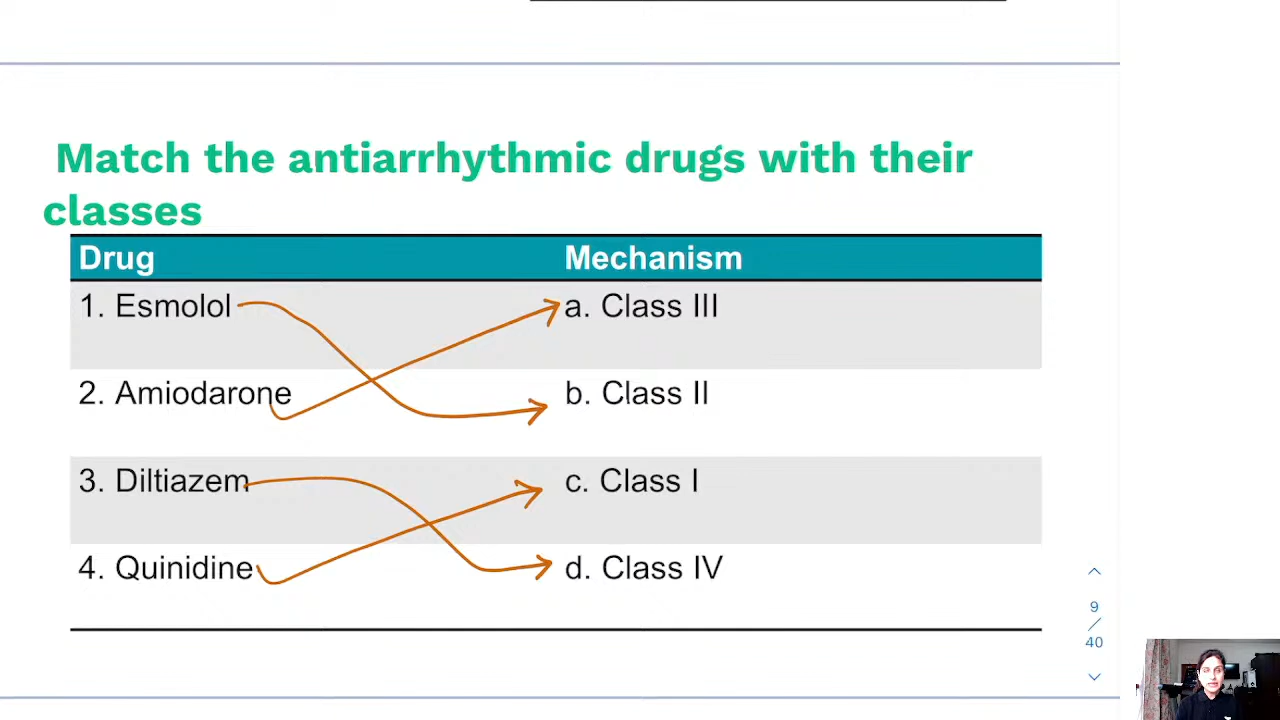 Match the antiarrhythmic drugs with their
classes
Drug Mechanism
1. Esmolol a. Class III
2. Amiodarone b. Class II
3. Diltiazem c. Class I
4. Quinidine d. Class IV
9
/
40